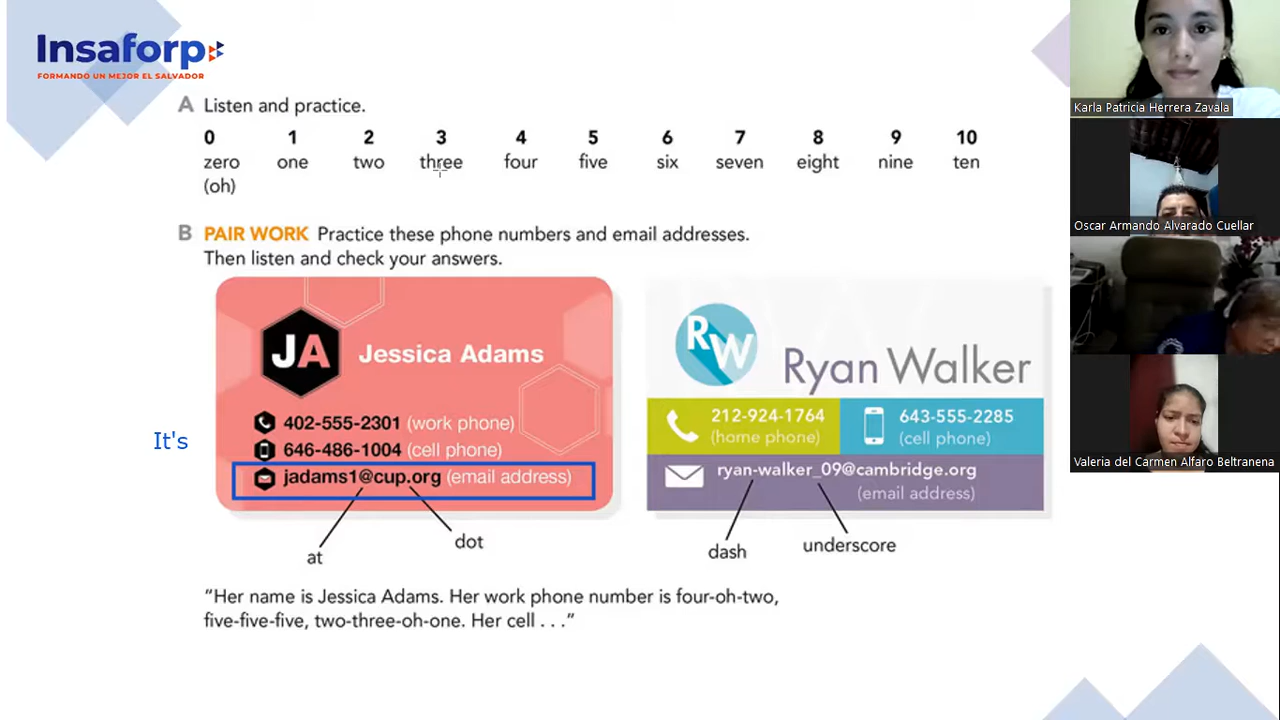 Insaforp
FORMANDO UN MEJOR EL SALVADOR
A Listen and practice.
0 1 2 3 4 5 6 7 8 9 10
zero one two three four five six seven eight nine ten
(oh)
B PAIR WORK Practice these phone numbers and email addresses.
Then listen and check your answers.
JA
Jessica Adams
402-555-2301 (work phone)
646-486-1004 (cell phone)
It's
jadams1@cup.org (email address)
at
dot
RW
Ryan Walker
212-924-1764
(home phone)
643-555-2285
(cell phone)
ryan-walker_09@cambridge.org
(email address)
dash
underscore
"Her name is Jessica Adams. Her work phone number is four-oh-two,
five-five-five, two-three-oh-one. Her cell . . ."
Karla Patricia Herrera Zavala
Oscar Armando Alvarado Cuellar
Valeria del Carmen Alfaro Beltranena